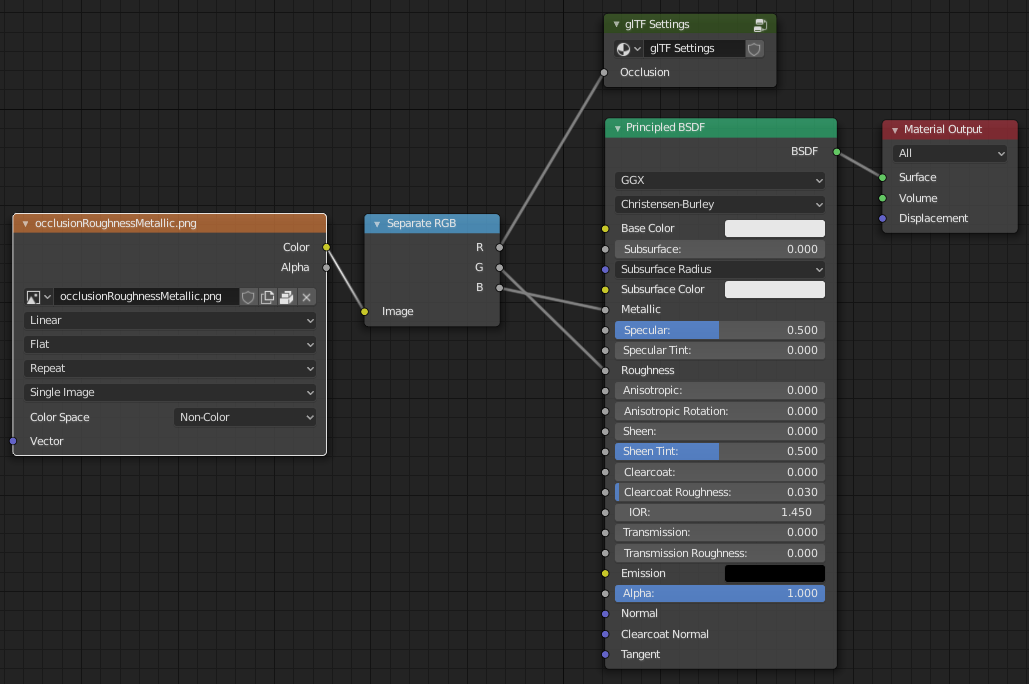 glTF Settings
glTF Settings
Occlusion
Principled BSDF
BSDF
GGX
Christensen-Burley
Base Color
Subsurface: 0.000
Subsurface Radius
Subsurface Color
Metallic
Specular: 0.500
Specular Tint: 0.000
Roughness
Anisotropic: 0.000
Anisotropic Rotation: 0.000
Sheen: 0.000
Sheen Tint: 0.500
Clearcoat: 0.000
Clearcoat Roughness: 0.030
IOR: 1.450
Transmission: 0.000
Transmission Roughness: 0.000
Emission
Alpha: 1.000
Normal
Clearcoat Normal
Tangent
Material Output
All
Surface
Volume
Displacement
occlusionRoughnessMetallic.png
Color
Alpha
occlusionRoughnessMetallic.png
Linear
Flat
Repeat
Single Image
Color Space Non-Color
Vector
Separate RGB
R
G
B
Image